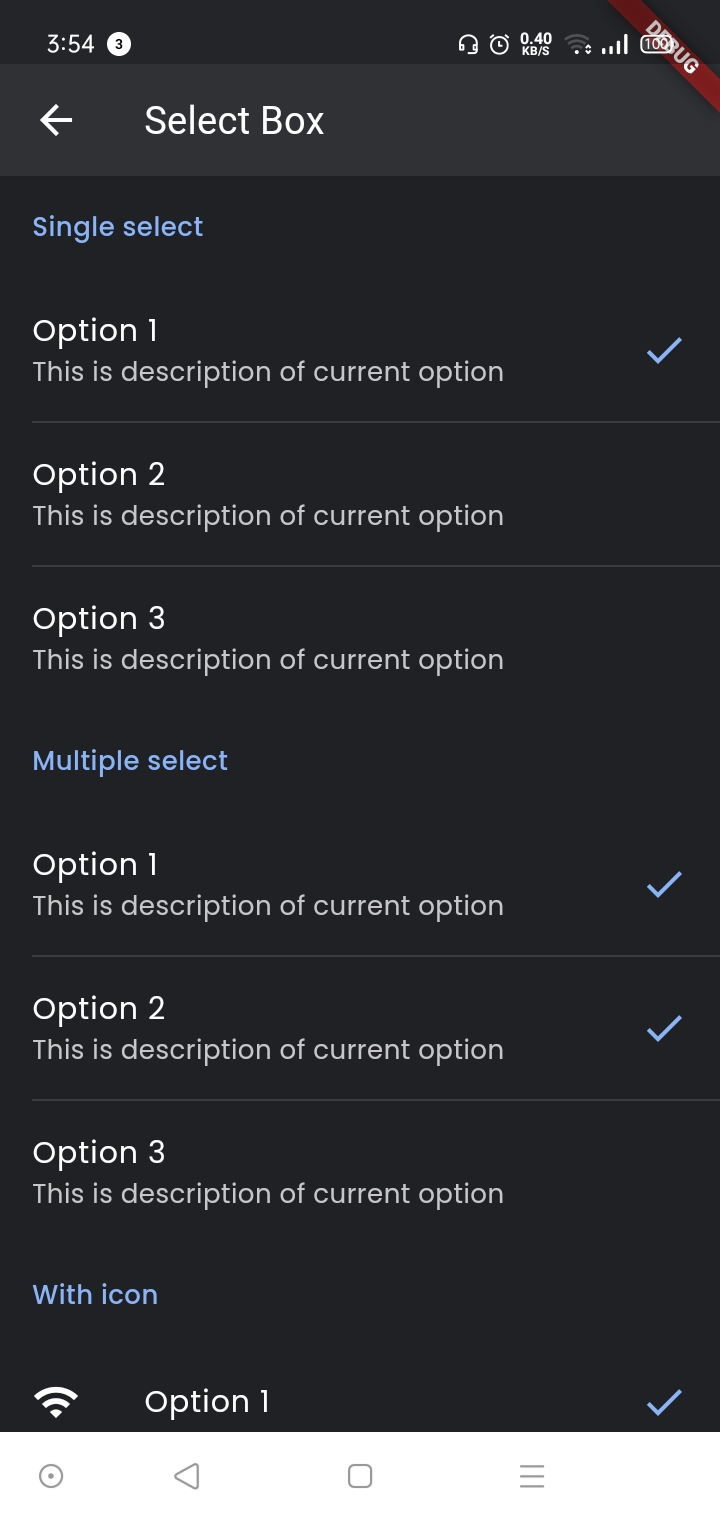 3:54 3 0.40 KB/S 100
DEBUG
Select Box
Single select
Option 1
This is description of current option
Option 2
This is description of current option
Option 3
This is description of current option
Multiple select
Option 1
This is description of current option
Option 2
This is description of current option
Option 3
This is description of current option
With icon
Option 1